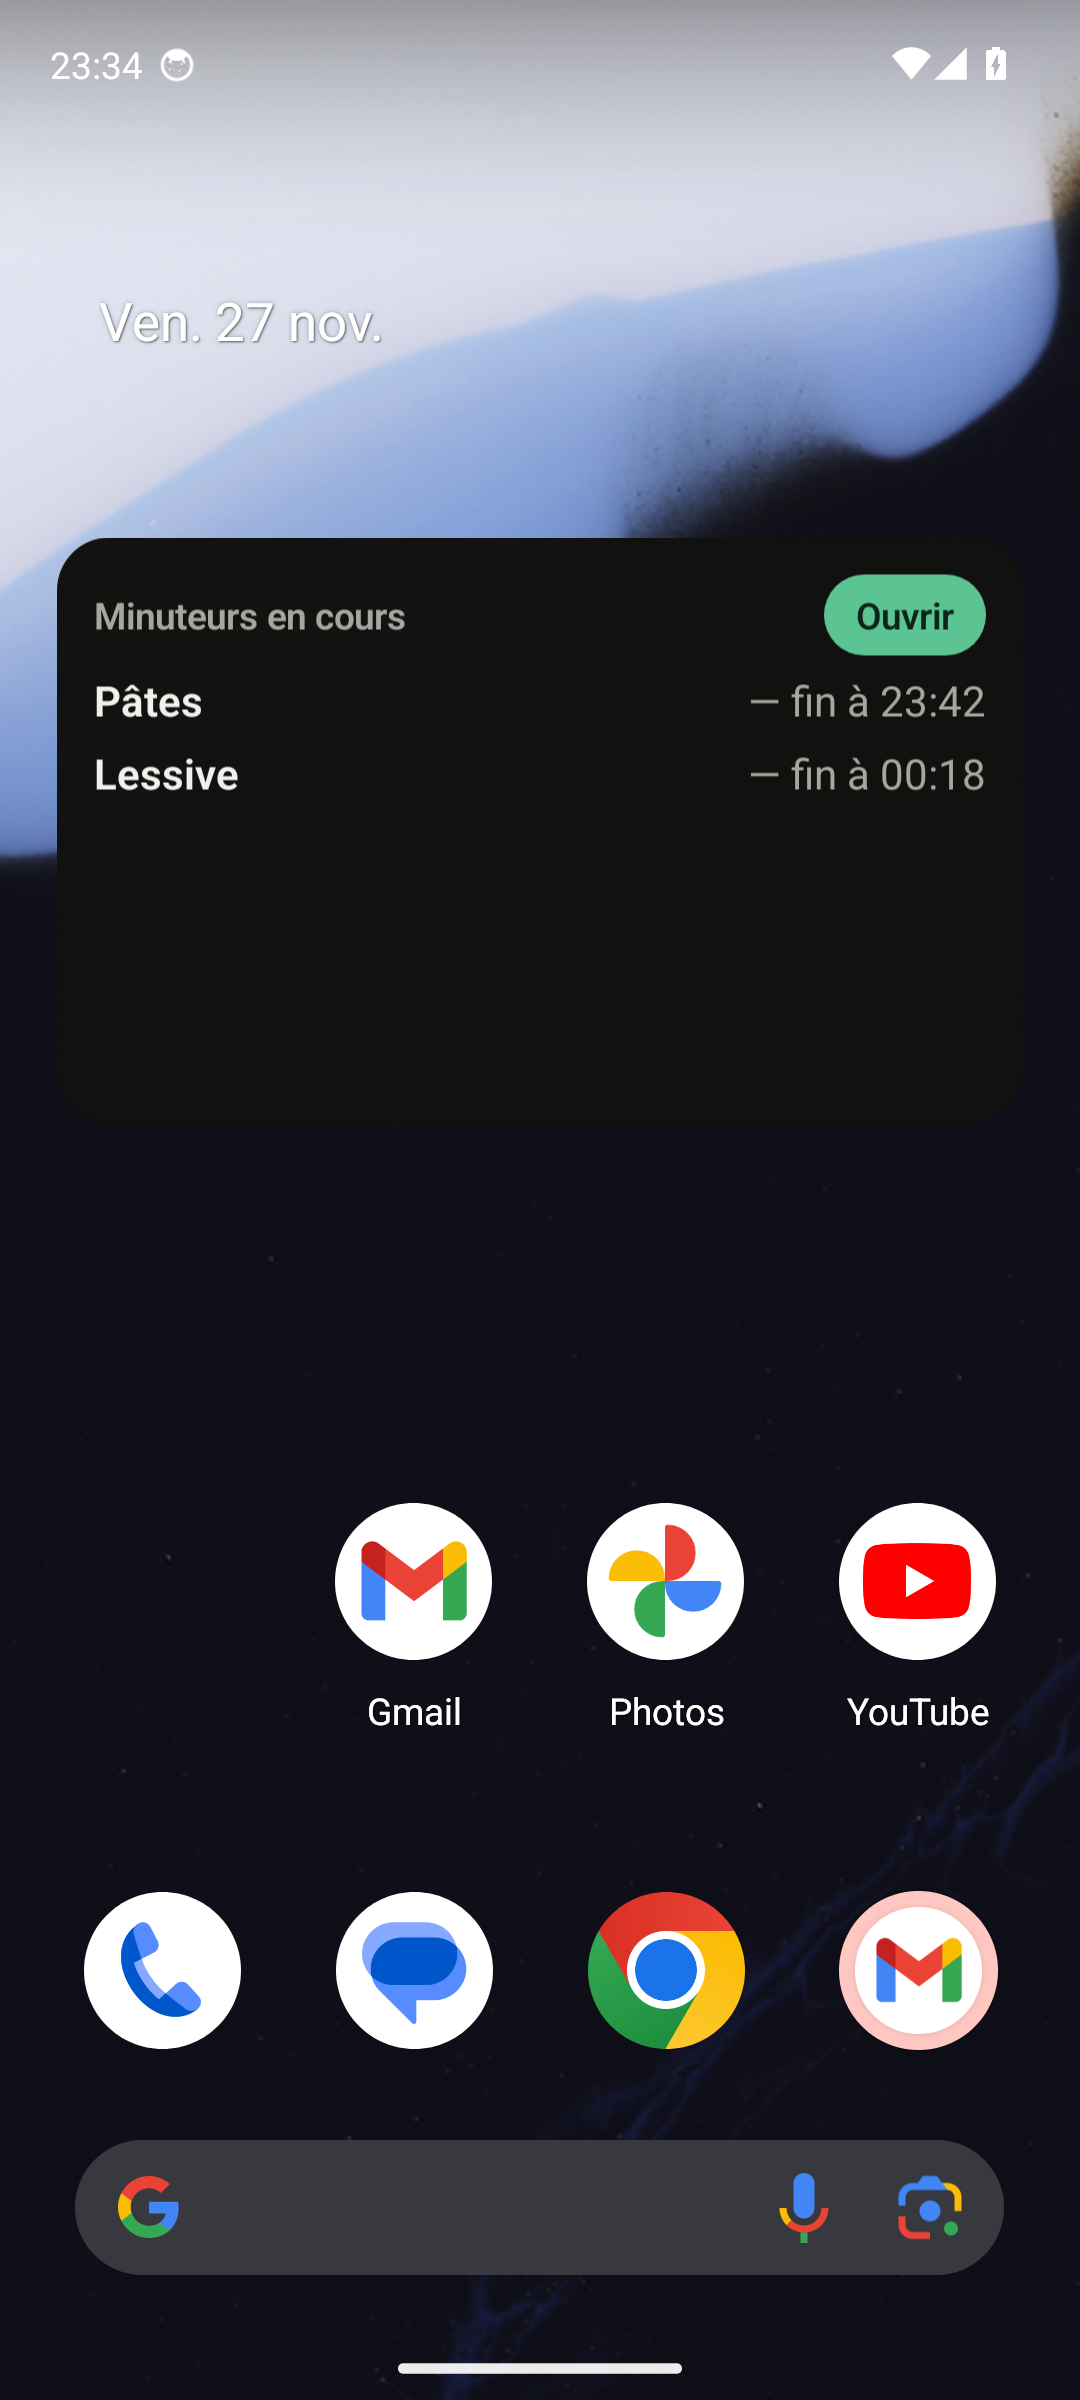 23:34
Ven. 27 nov.
Minuteurs en cours
Ouvrir
Pâtes — fin à 23:42
Lessive — fin à 00:18
Gmail
Photos
YouTube